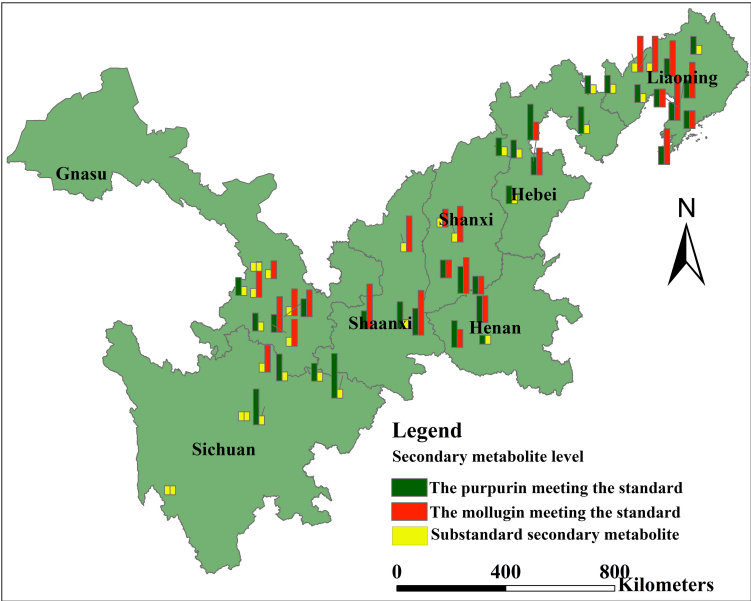 Liaoning
Gnasu
Hebei
N
Shanxi
Shaanxi
Henan
Sichuan
Legend
Secondary metabolite level
The purpurin meeting the standard
The mollugin meeting the standard
Substandard secondary metabolite
0 400 800
Kilometers